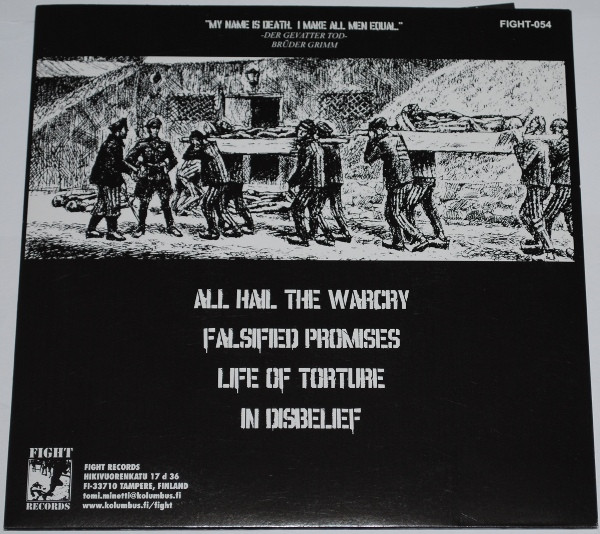 "MY NAME IS DEATH. I MAKE ALL MEN EQUAL."
-DER GEVATTER TOD-
BRÜDER GRIMM
FIGHT-054
ALL HAIL THE WARCRY
FALSIFIED PROMISES
LIFE OF TORTURE
IN DISBELIEF
FIGHT
RECORDS
FIGHT RECORDS
HIKIVUORENKATU 17 d 36
FI-33710 TAMPERE, FINLAND
tomi.minetti@kolumbus.fi
www.kolumbus.fi/fight